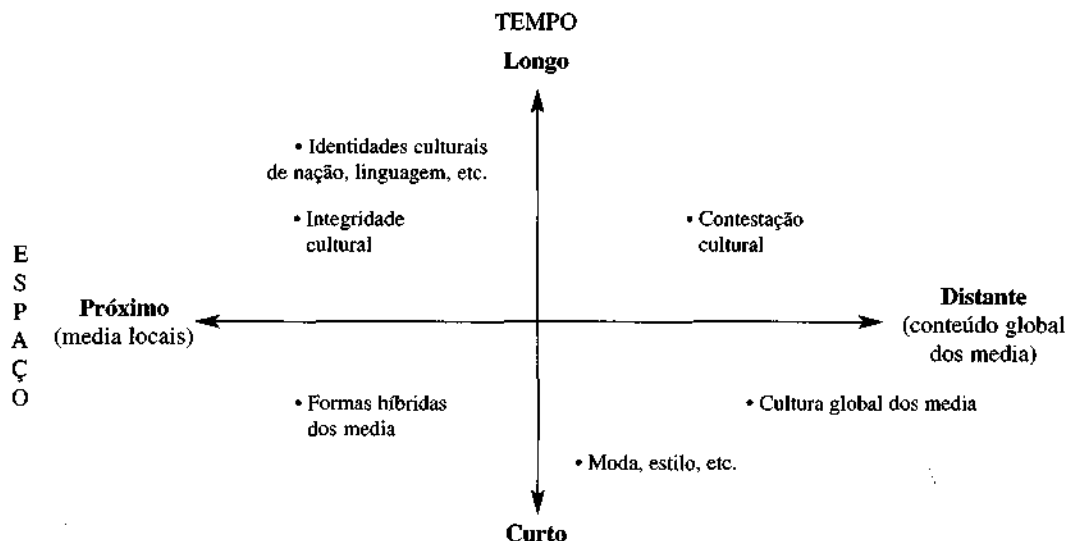 TEMPO
Longo
• Identidades culturais
de nação, linguagem, etc.
• Integridade
cultural
• Contestação
cultural
E
S
P
A
Ç
O
Próximo
(media locais)
Distante
(conteúdo global
dos media)
• Formas híbridas
dos media
• Cultura global dos media
• Moda, estilo, etc.
Curto